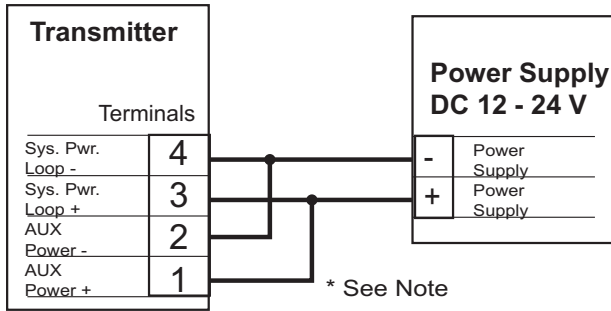 Transmitter
Terminals
Sys. Pwr.
Loop -
4
Sys. Pwr.
Loop +
3
AUX
Power -
2
AUX
Power +
1
* See Note
Power Supply
DC 12 - 24 V
-
Power
Supply
+
Power
Supply